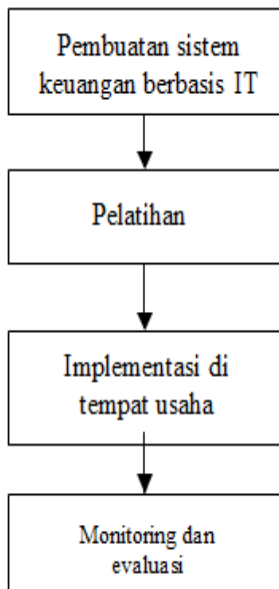 Pembuatan sistem
keuangan berbasis IT
Pelatihan
Implementasi di
tempat usaha
Monitoring dan
evaluasi